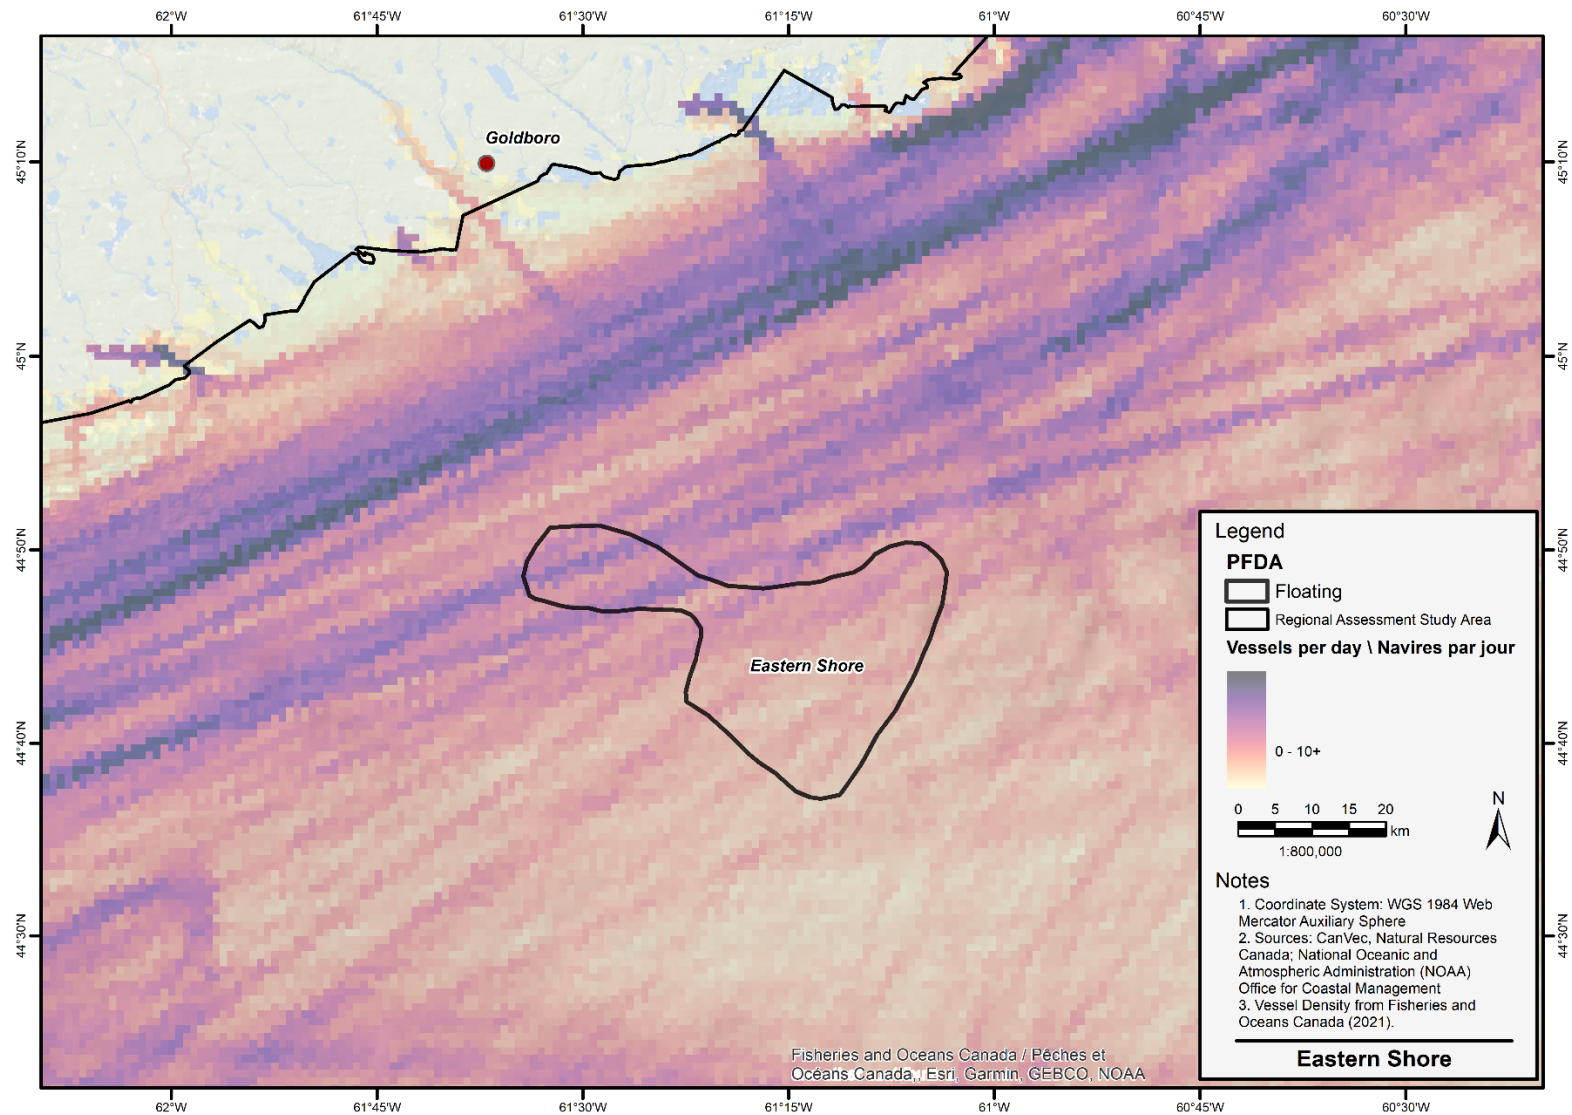 62°W 61°45'W 61°30'W 61°15'W 61°W 60°45'W 60°30'W
45°10'N 45°10'N
Goldboro
45°N 45°N
44°50'N 44°50'N
Eastern Shore
44°40'N 44°40'N
44°30'N 44°30'N
Legend
PFDA
Floating
Regional Assessment Study Area
Vessels per day \ Navires par jour
0 - 10+
0 5 10 15 20
km
1:800,000
N
Notes
1. Coordinate System: WGS 1984 Web
Mercator Auxiliary Sphere
2. Sources: CanVec, Natural Resources
Canada; National Oceanic and
Atmospheric Administration (NOAA)
Office for Coastal Management
3. Vessel Density from Fisheries and
Oceans Canada (2021).
Eastern Shore
Fisheries and Oceans Canada / Pêches et
Océans Canada,, Esri, Garmin, GEBCO, NOAA
62°W 61°45'W 61°30'W 61°15'W 61°W 60°45'W 60°30'W